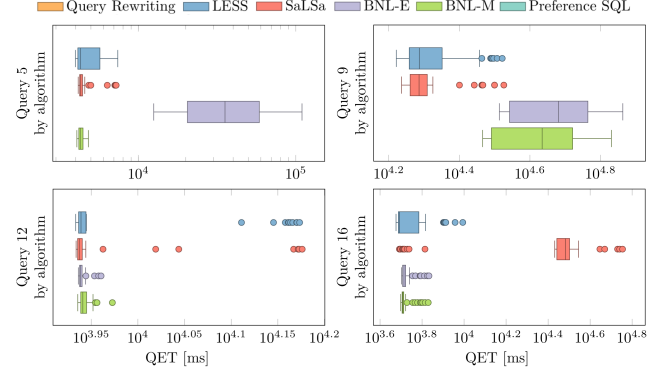 Query Rewriting LESS SaLSa BNL-E BNL-M Preference SQL
Query 5
by algorithm
10^4 10^5
Query 9
by algorithm
10^4.2 10^4.4 10^4.6 10^4.8
Query 12
by algorithm
10^3.95 10^4 10^4.05 10^4.1 10^4.15 10^4.2
QET [ms]
Query 16
by algorithm
10^3.6 10^3.8 10^4 10^4.2 10^4.4 10^4.6 10^4.8
QET [ms]